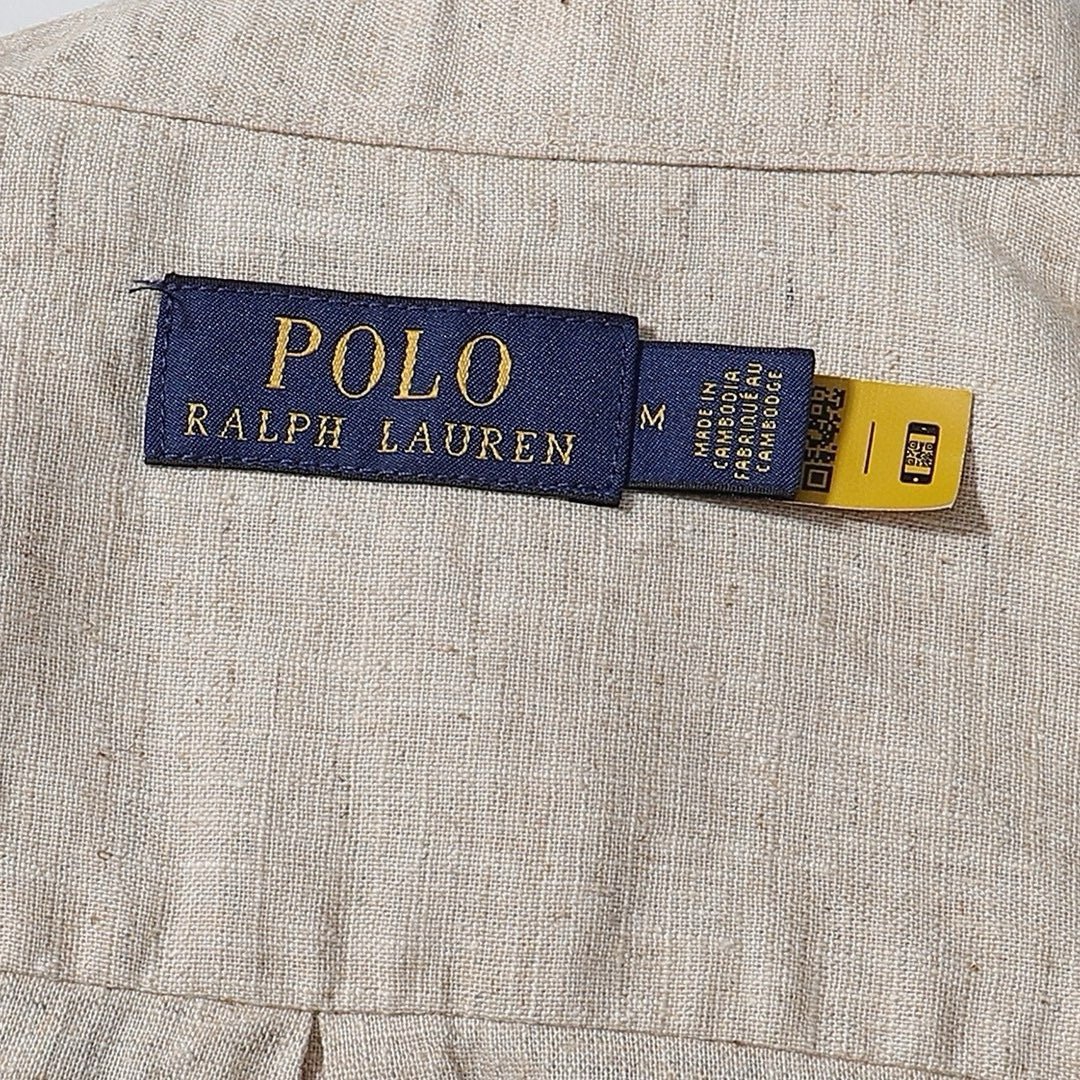 POLO
RALPH LAUREN
M
MADE IN
CAMBODIA
FABRIQUÉ AU
CAMBODGE